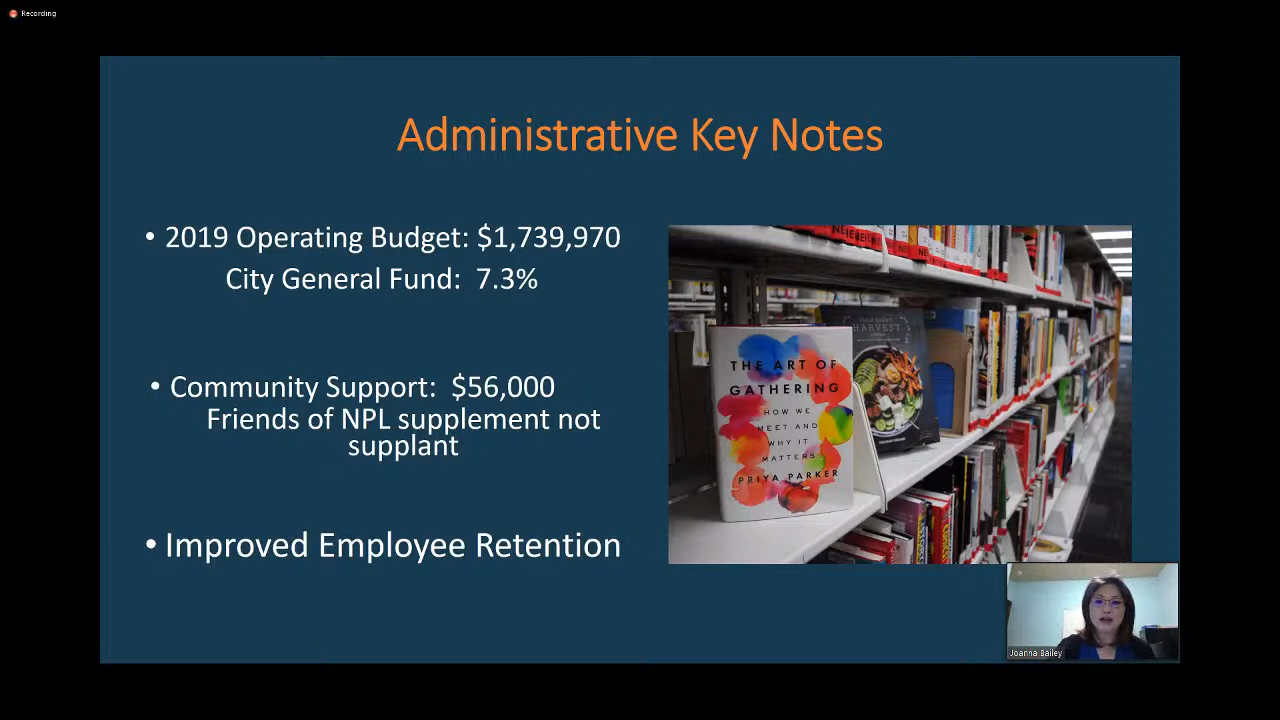 Recording
Administrative Key Notes
• 2019 Operating Budget: $1,739,970
City General Fund: 7.3%
• Community Support: $56,000
Friends of NPL supplement not
supplant
• Improved Employee Retention
HARVEST
THE ART OF
GATHERING
HOW WE
MEET AND
WHY IT
MATTERS
PRIYA PARKER
Joanna Bailey